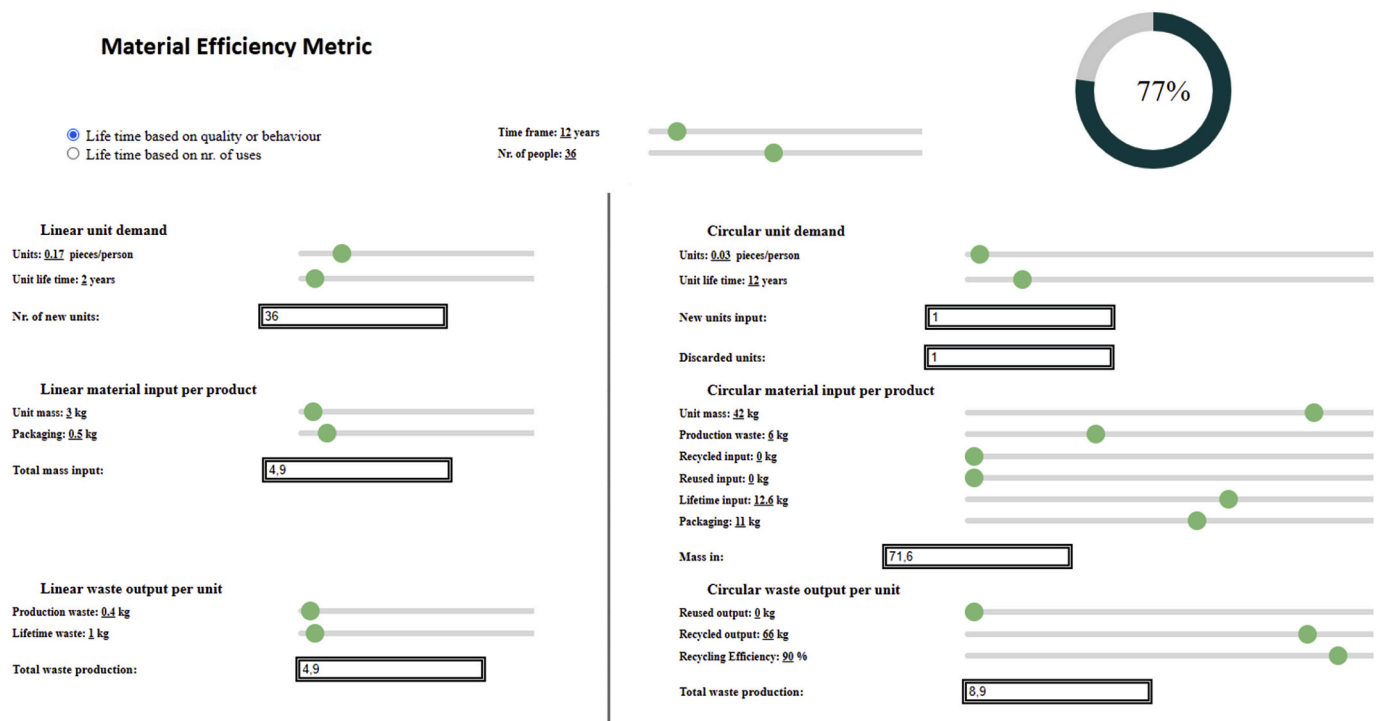 Material Efficiency Metric
77%
Life time based on quality or behaviour
Life time based on nr. of uses
Time frame: 12 years
Nr. of people: 36
Linear unit demand
Units: 0.17 pieces/person
Unit life time: 2 years
Nr. of new units: 36
Linear material input per product
Unit mass: 3 kg
Packaging: 0.5 kg
Total mass input: 4,9
Linear waste output per unit
Production waste: 0.4 kg
Lifetime waste: 1 kg
Total waste production: 4,9
Circular unit demand
Units: 0.03 pieces/person
Unit life time: 12 years
New units input: 1
Discarded units: 1
Circular material input per product
Unit mass: 42 kg
Production waste: 6 kg
Recycled input: 0 kg
Reused input: 0 kg
Lifetime input: 12.6 kg
Packaging: 11 kg
Mass in: 71,6
Circular waste output per unit
Reused output: 0 kg
Recycled output: 66 kg
Recycling Efficiency: 90 %
Total waste production: 8,9